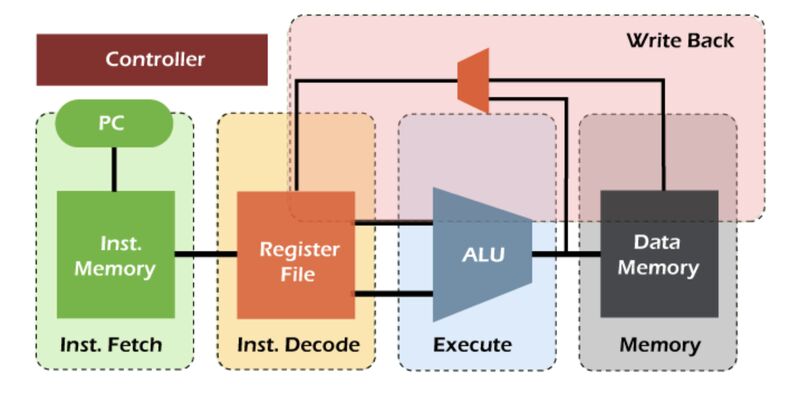 Controller
Write Back
PC
Inst.
Memory
Register
File
ALU
Data
Memory
Inst. Fetch
Inst. Decode
Execute
Memory